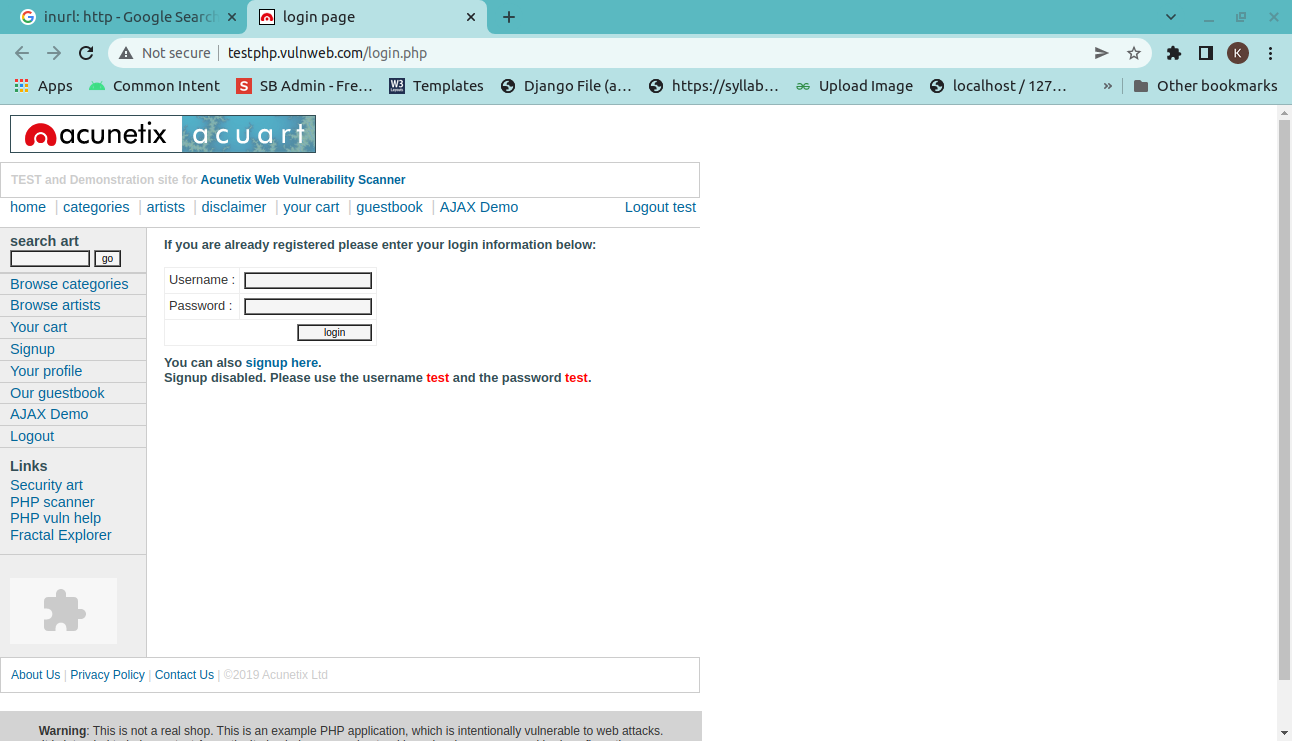 inurl: http - Google Search
login page
Not secure
testphp.vulnweb.com/login.php
K
Apps
Common Intent
S
SB Admin - Fre...
W3
Templates
Django File (a...
https://syllab...
Upload Image
localhost / 127...
»
Other bookmarks
acunetix acuart
TEST and Demonstration site for Acunetix Web Vulnerability Scanner
home | categories | artists | disclaimer | your cart | guestbook | AJAX Demo
Logout test
search art
go
Browse categories
Browse artists
Your cart
Signup
Your profile
Our guestbook
AJAX Demo
Logout
Links
Security art
PHP scanner
PHP vuln help
Fractal Explorer
If you are already registered please enter your login information below:
Username :
Password :
login
You can also signup here.
Signup disabled. Please use the username test and the password test.
About Us | Privacy Policy | Contact Us | ©2019 Acunetix Ltd
Warning: This is not a real shop. This is an example PHP application, which is intentionally vulnerable to web attacks.